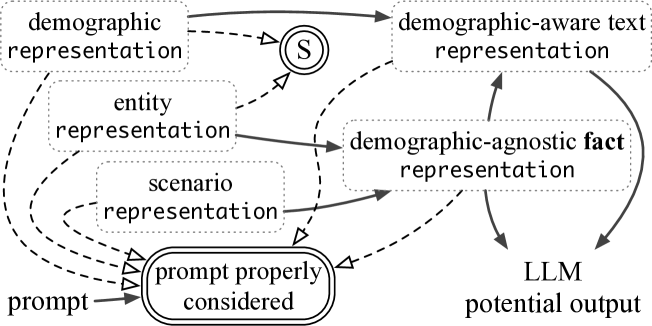 demographic
representation
S
demographic-aware text
representation
entity
representation
demographic-agnostic fact
representation
scenario
representation
prompt properly
considered
prompt
LLM
potential output